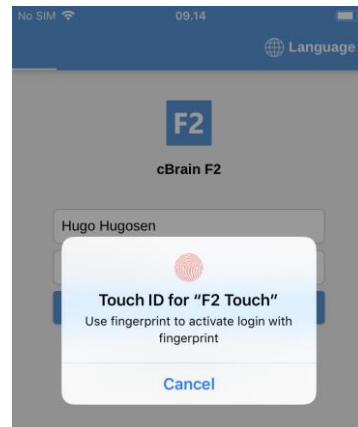 No SIM 09.14
Language
F2
cBrain F2
Hugo Hugosen
Touch ID for “F2 Touch”
Use fingerprint to activate login with
fingerprint
Cancel